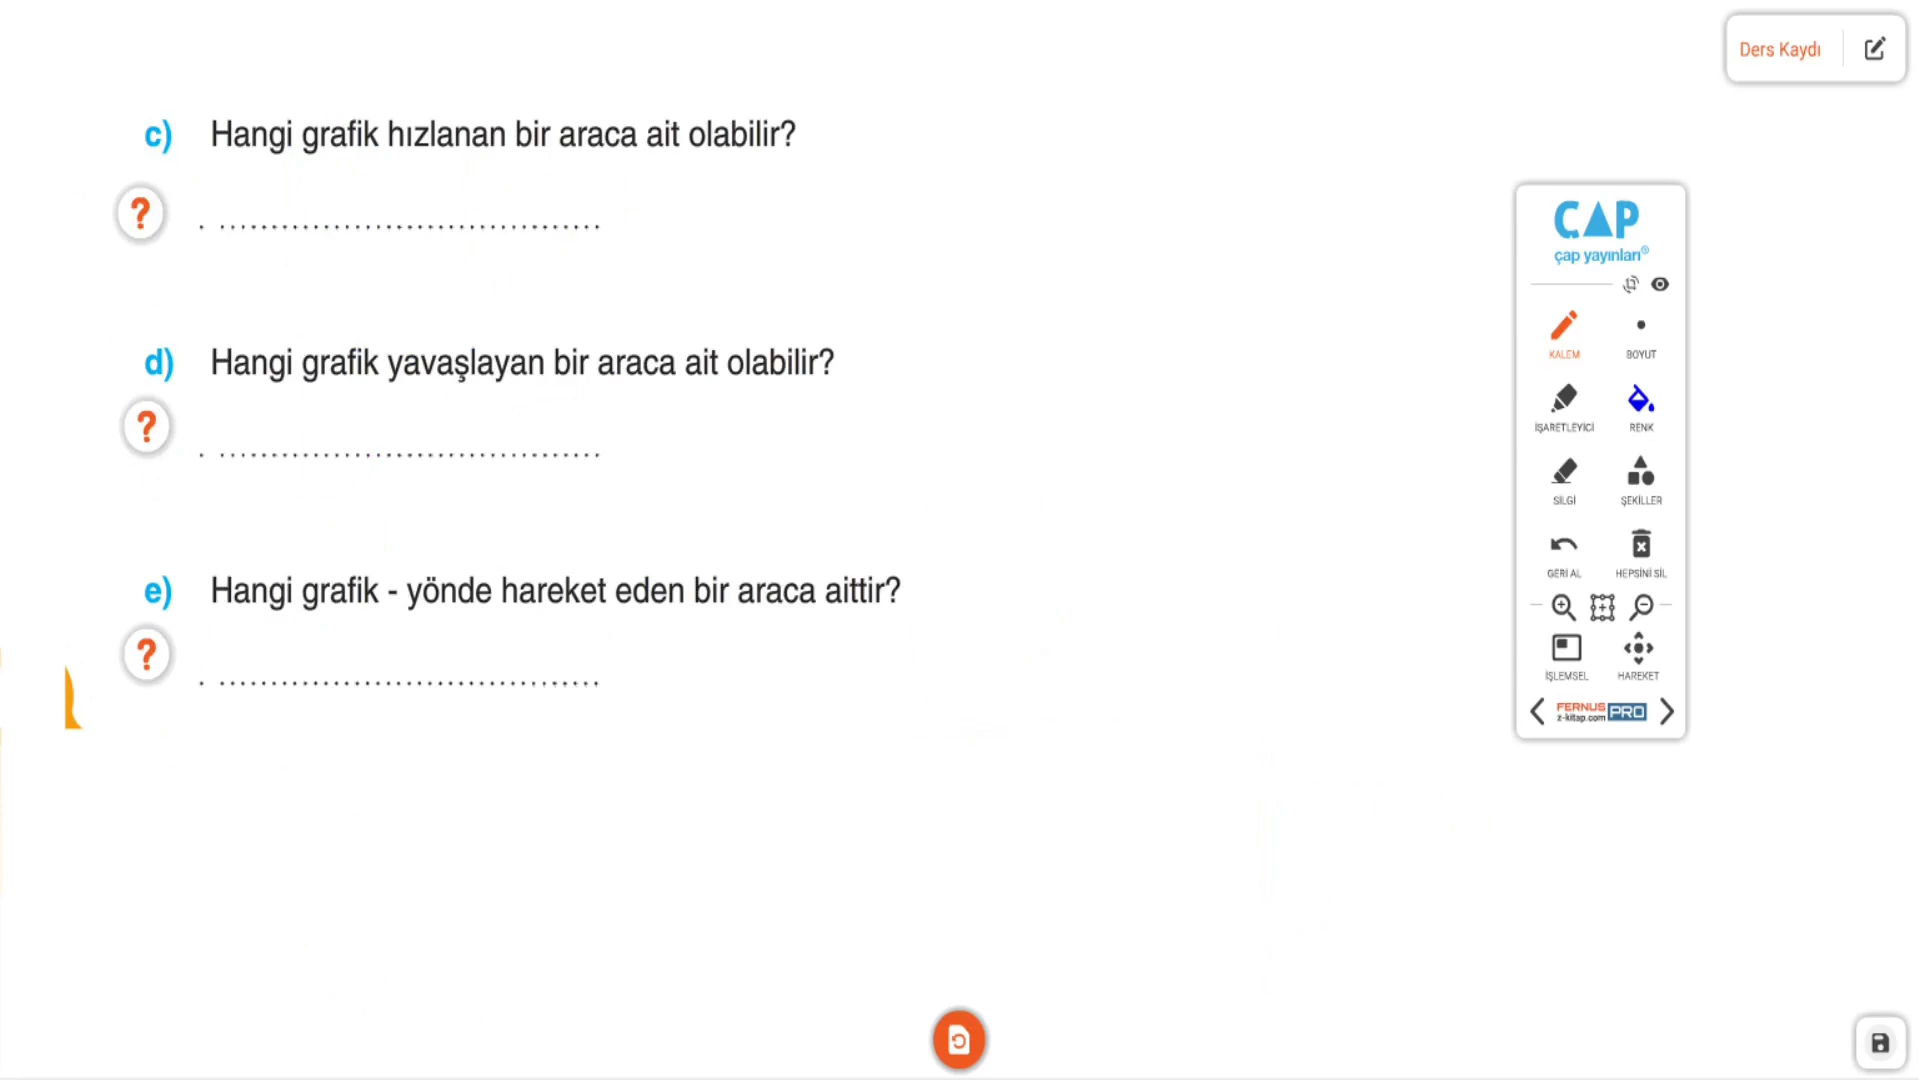 Ders Kaydı
c) Hangi grafik hızlanan bir araca ait olabilir?
? . ......................................
d) Hangi grafik yavaşlayan bir araca ait olabilir?
? . ......................................
e) Hangi grafik - yönde hareket eden bir araca aittir?
? . ......................................
ÇAP
çap yayınları®
KALEM BOYUT
İŞARETLEYİCİ RENK
SİLGİ ŞEKİLLER
GERİ AL HEPSİNİ SİL
İŞLEMSEL HAREKET
FERNUS PRO
z-kitap.com